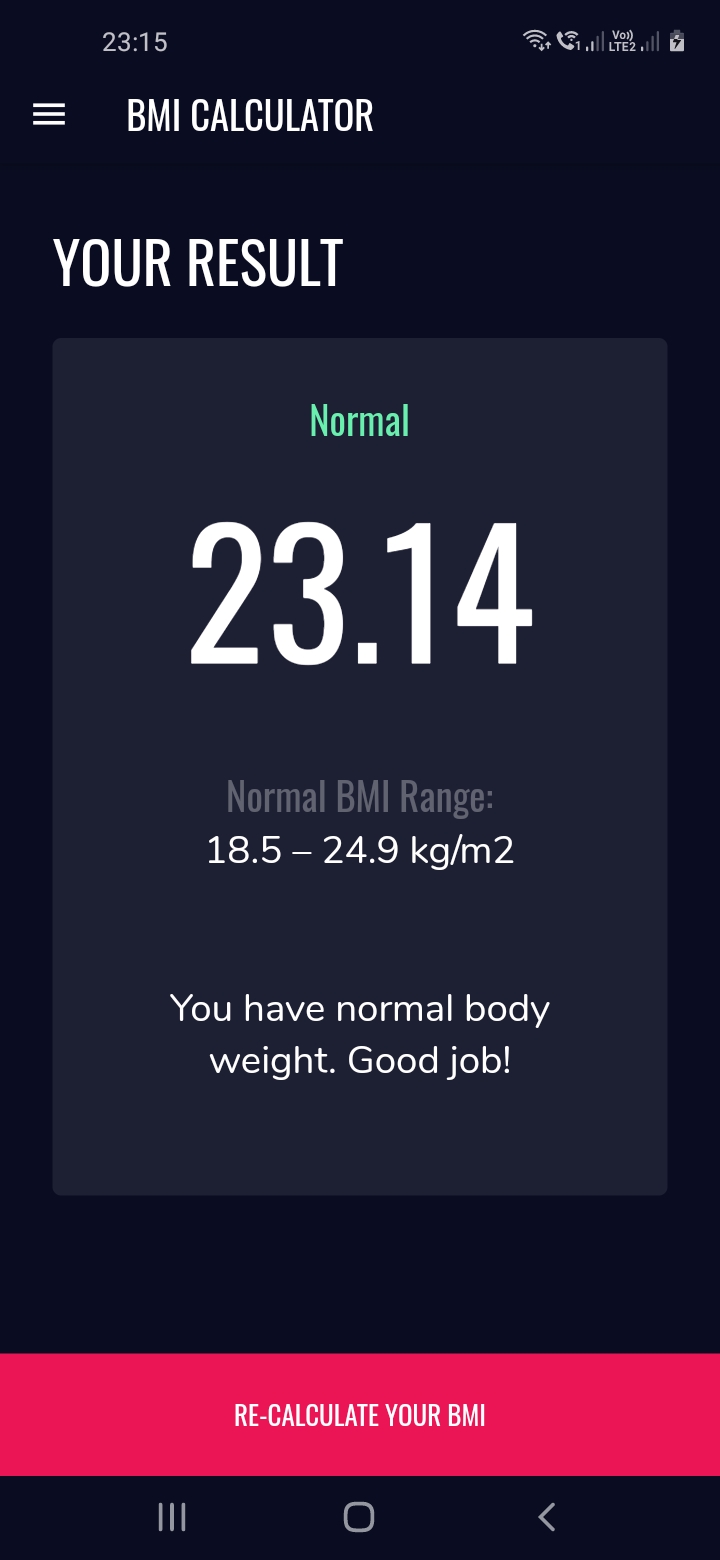 23:15
1 Vo)) LTE2
BMI CALCULATOR
YOUR RESULT
Normal
23.14
Normal BMI Range:
18.5 – 24.9 kg/m2
You have normal body
weight. Good job!
RE-CALCULATE YOUR BMI